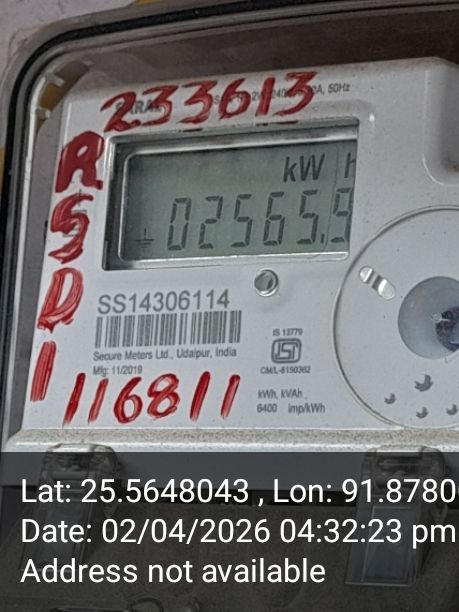 233613
50Hz
RSDI
kW h
02565.9
SS14306114
Secure Meters Ltd., Udaipur, India
Mfg: 11/2019
IS 13779
CM/L-8150362
kWh, kVAh
6400 imp/kWh
116811
Lat: 25.5648043 , Lon: 91.8780
Date: 02/04/2026 04:32:23 pm
Address not available